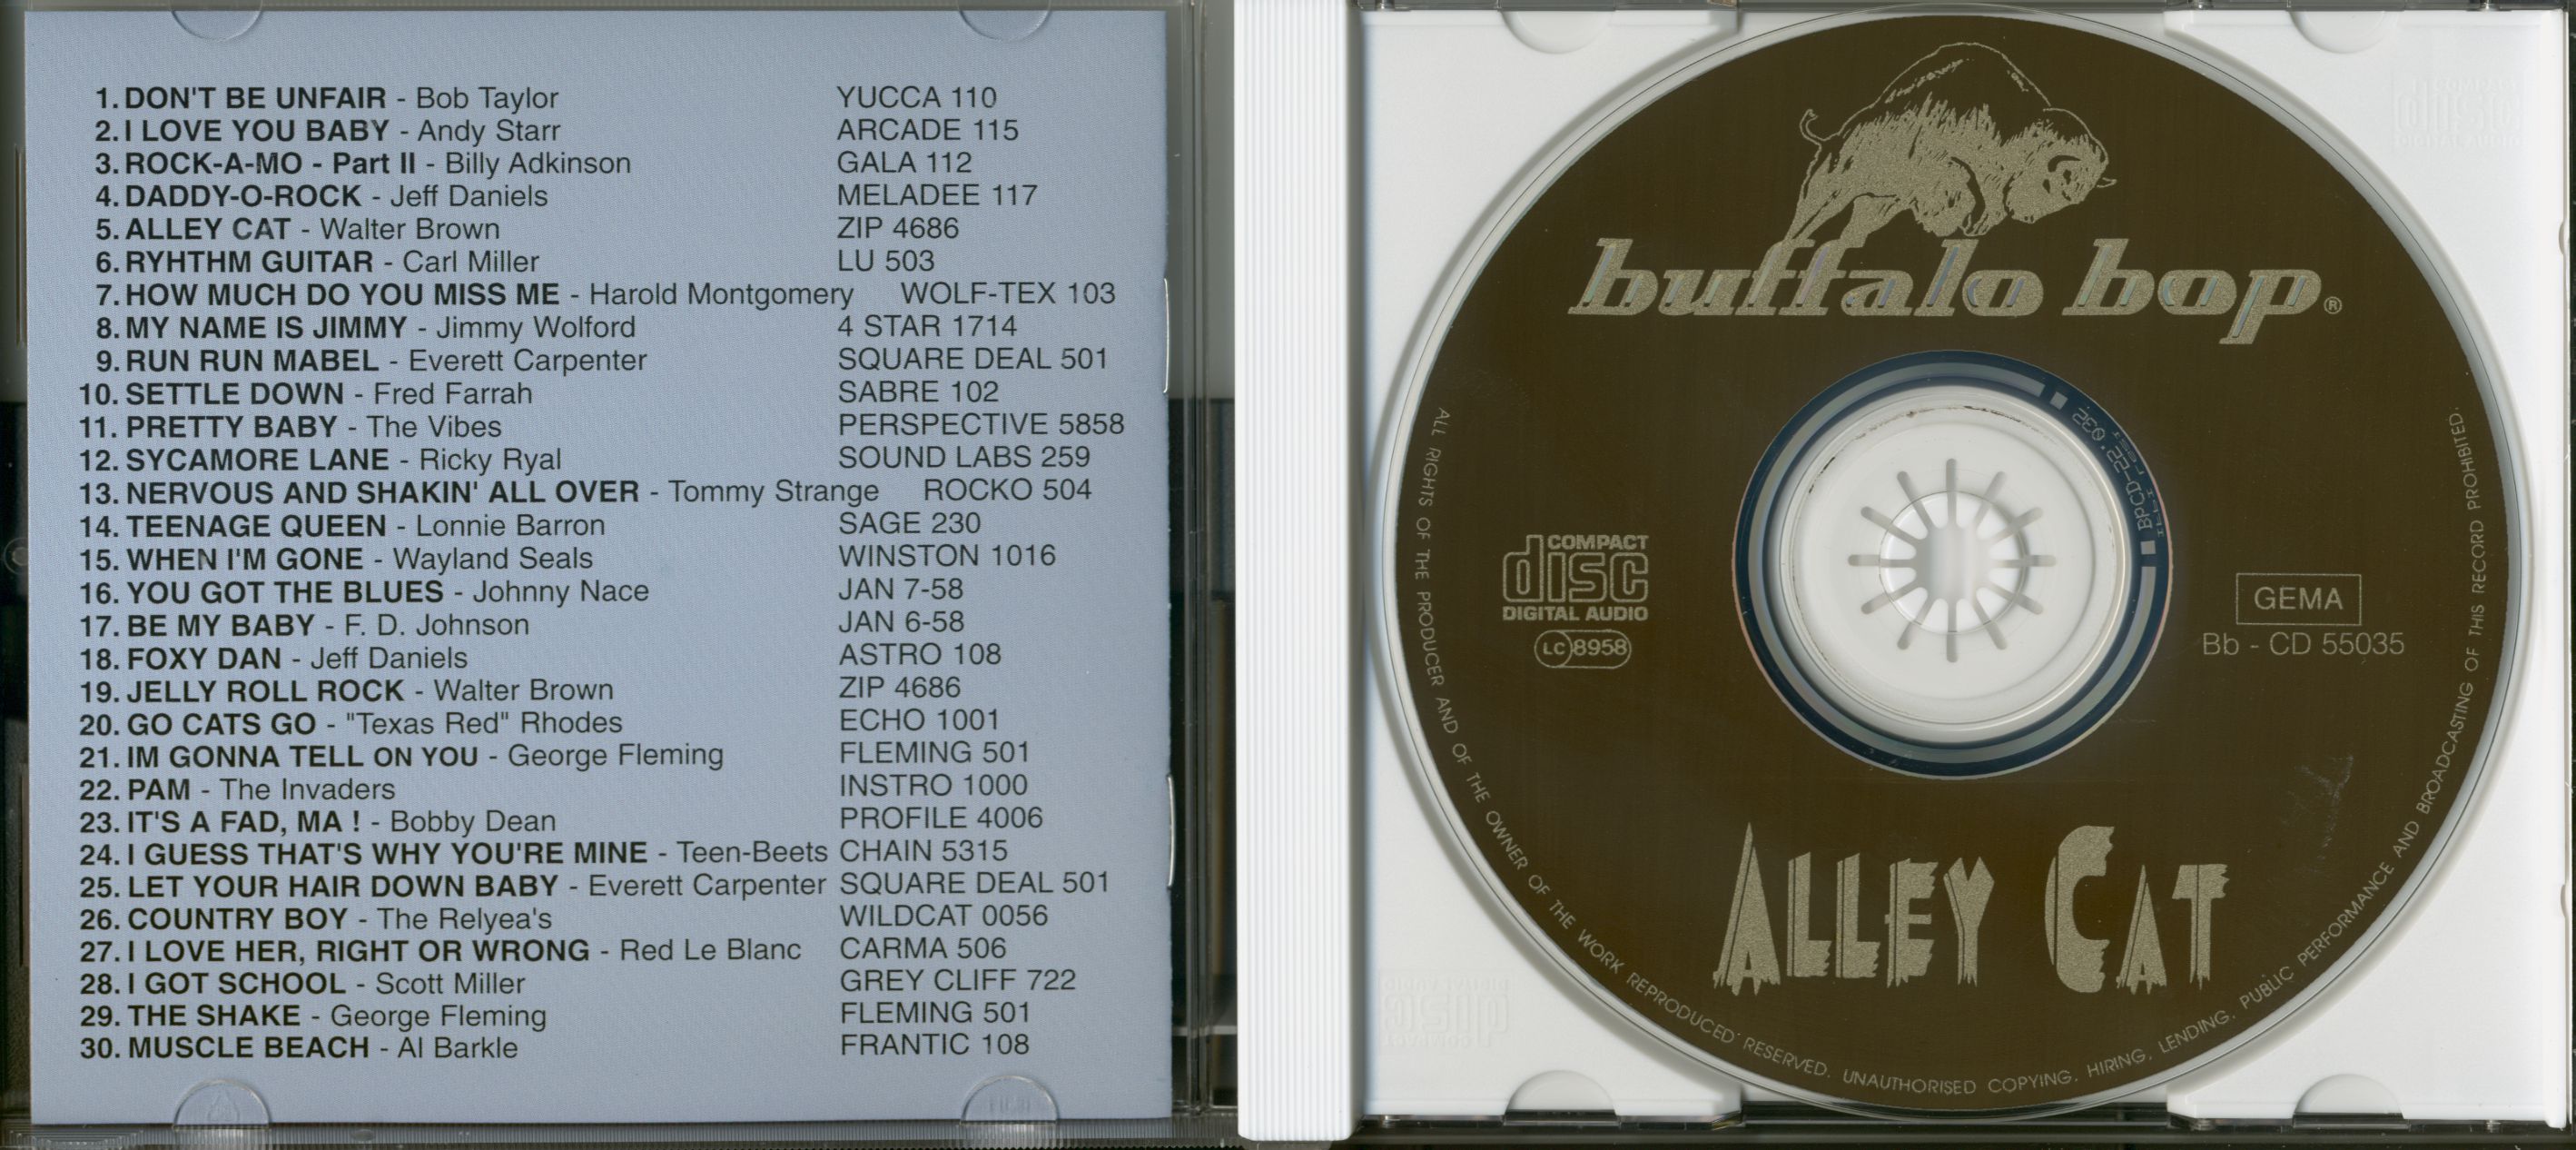 1. DON'T BE UNFAIR - Bob Taylor YUCCA 110
2. I LOVE YOU BABY - Andy Starr ARCADE 115
3. ROCK-A-MO - Part II - Billy Adkinson GALA 112
4. DADDY-O-ROCK - Jeff Daniels MELADEE 117
5. ALLEY CAT - Walter Brown ZIP 4686
6. RYHTHM GUITAR - Carl Miller LU 503
7. HOW MUCH DO YOU MISS ME - Harold Montgomery WOLF-TEX 103
8. MY NAME IS JIMMY - Jimmy Wolford 4 STAR 1714
9. RUN RUN MABEL - Everett Carpenter SQUARE DEAL 501
10. SETTLE DOWN - Fred Farrah SABRE 102
11. PRETTY BABY - The Vibes PERSPECTIVE 5858
12. SYCAMORE LANE - Ricky Ryal SOUND LABS 259
13. NERVOUS AND SHAKIN' ALL OVER - Tommy Strange ROCKO 504
14. TEENAGE QUEEN - Lonnie Barron SAGE 230
15. WHEN I'M GONE - Wayland Seals WINSTON 1016
16. YOU GOT THE BLUES - Johnny Nace JAN 7-58
17. BE MY BABY - F. D. Johnson JAN 6-58
18. FOXY DAN - Jeff Daniels ASTRO 108
19. JELLY ROLL ROCK - Walter Brown ZIP 4686
20. GO CATS GO - "Texas Red" Rhodes ECHO 1001
21. IM GONNA TELL ON YOU - George Fleming FLEMING 501
22. PAM - The Invaders INSTRO 1000
23. IT'S A FAD, MA ! - Bobby Dean PROFILE 4006
24. I GUESS THAT'S WHY YOU'RE MINE - Teen-Beets CHAIN 5315
25. LET YOUR HAIR DOWN BABY - Everett Carpenter SQUARE DEAL 501
26. COUNTRY BOY - The Relyea's WILDCAT 0056
27. I LOVE HER, RIGHT OR WRONG - Red Le Blanc CARMA 506
28. I GOT SCHOOL - Scott Miller GREY CLIFF 722
29. THE SHAKE - George Fleming FLEMING 501
30. MUSCLE BEACH - Al Barkle FRANTIC 108
buffalo bop®
COMPACT
disc
DIGITAL AUDIO
LC 8958
GEMA
Bb - CD 55035
ALLEY CAT
ALL RIGHTS OF THE PRODUCER AND OF THE OWNER OF THE WORK REPRODUCED RESERVED. UNAUTHORISED COPYING, HIRING, LENDING, PUBLIC PERFORMANCE AND BROADCASTING OF THIS RECORD PROHIBITED.
COMPACT
disc
DIGITAL AUDIO